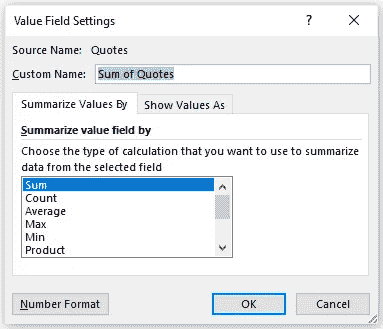 Value Field Settings ? ×
Source Name: Quotes
Custom Name: Sum of Quotes
Summarize Values By Show Values As
Summarize value field by
Choose the type of calculation that you want to use to summarize
data from the selected field
Sum
Count
Average
Max
Min
Product
Number Format OK Cancel